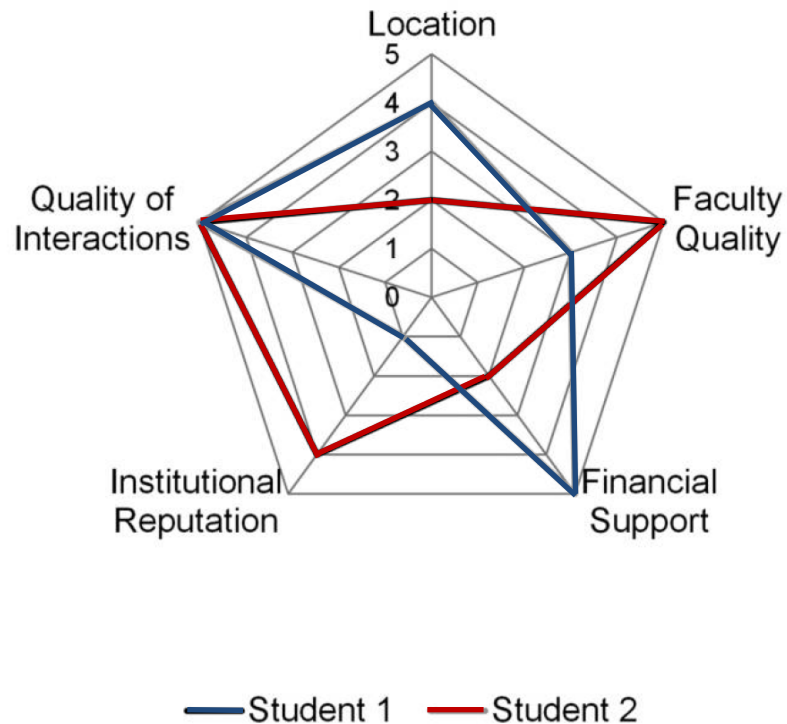 Location
5
4
3
2
1
0
Quality of
Interactions
Faculty
Quality
Institutional
Reputation
Financial
Support
Student 1
Student 2